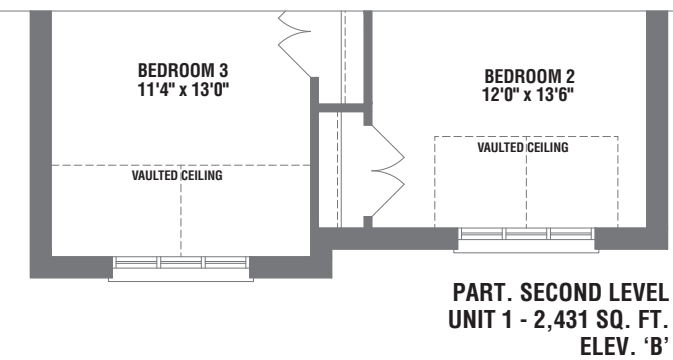 BEDROOM 3
11'4" x 13'0"
BEDROOM 2
12'0" x 13'6"
VAULTED CEILING
VAULTED CEILING
PART. SECOND LEVEL
UNIT 1 - 2,431 SQ. FT.
ELEV. ‘B’